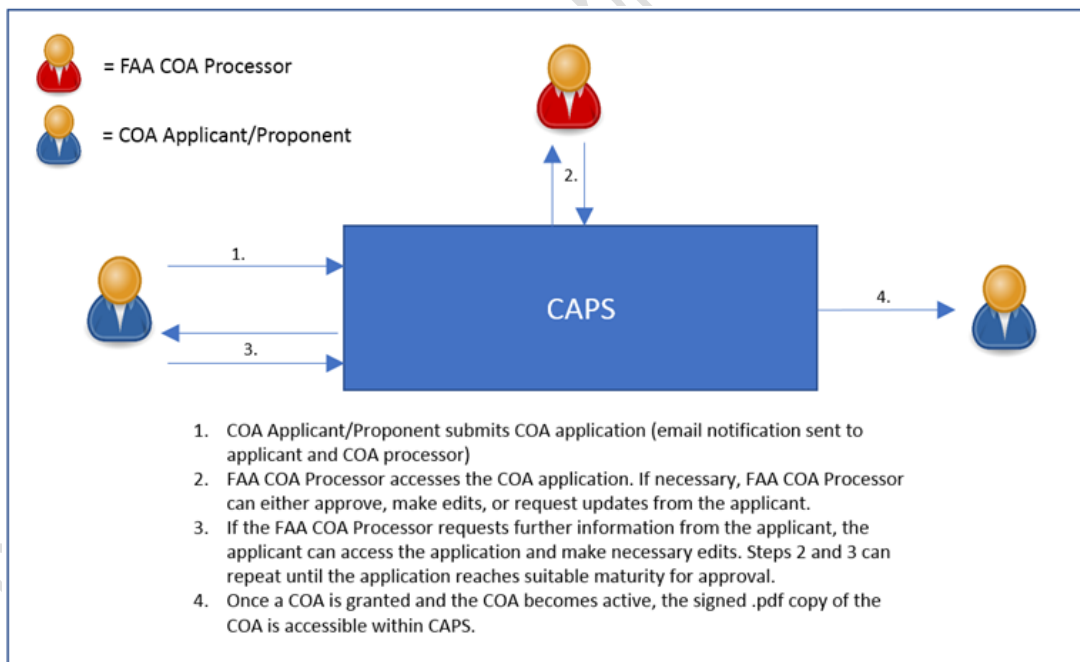 = FAA COA Processor
= COA Applicant/Proponent
2.
1.
CAPS
4.
3.
1. COA Applicant/Proponent submits COA application (email notification sent to
applicant and COA processor)
2. FAA COA Processor accesses the COA application. If necessary, FAA COA Processor
can either approve, make edits, or request updates from the applicant.
3. If the FAA COA Processor requests further information from the applicant, the
applicant can access the application and make necessary edits. Steps 2 and 3 can
repeat until the application reaches suitable maturity for approval.
4. Once a COA is granted and the COA becomes active, the signed .pdf copy of the
COA is accessible within CAPS.